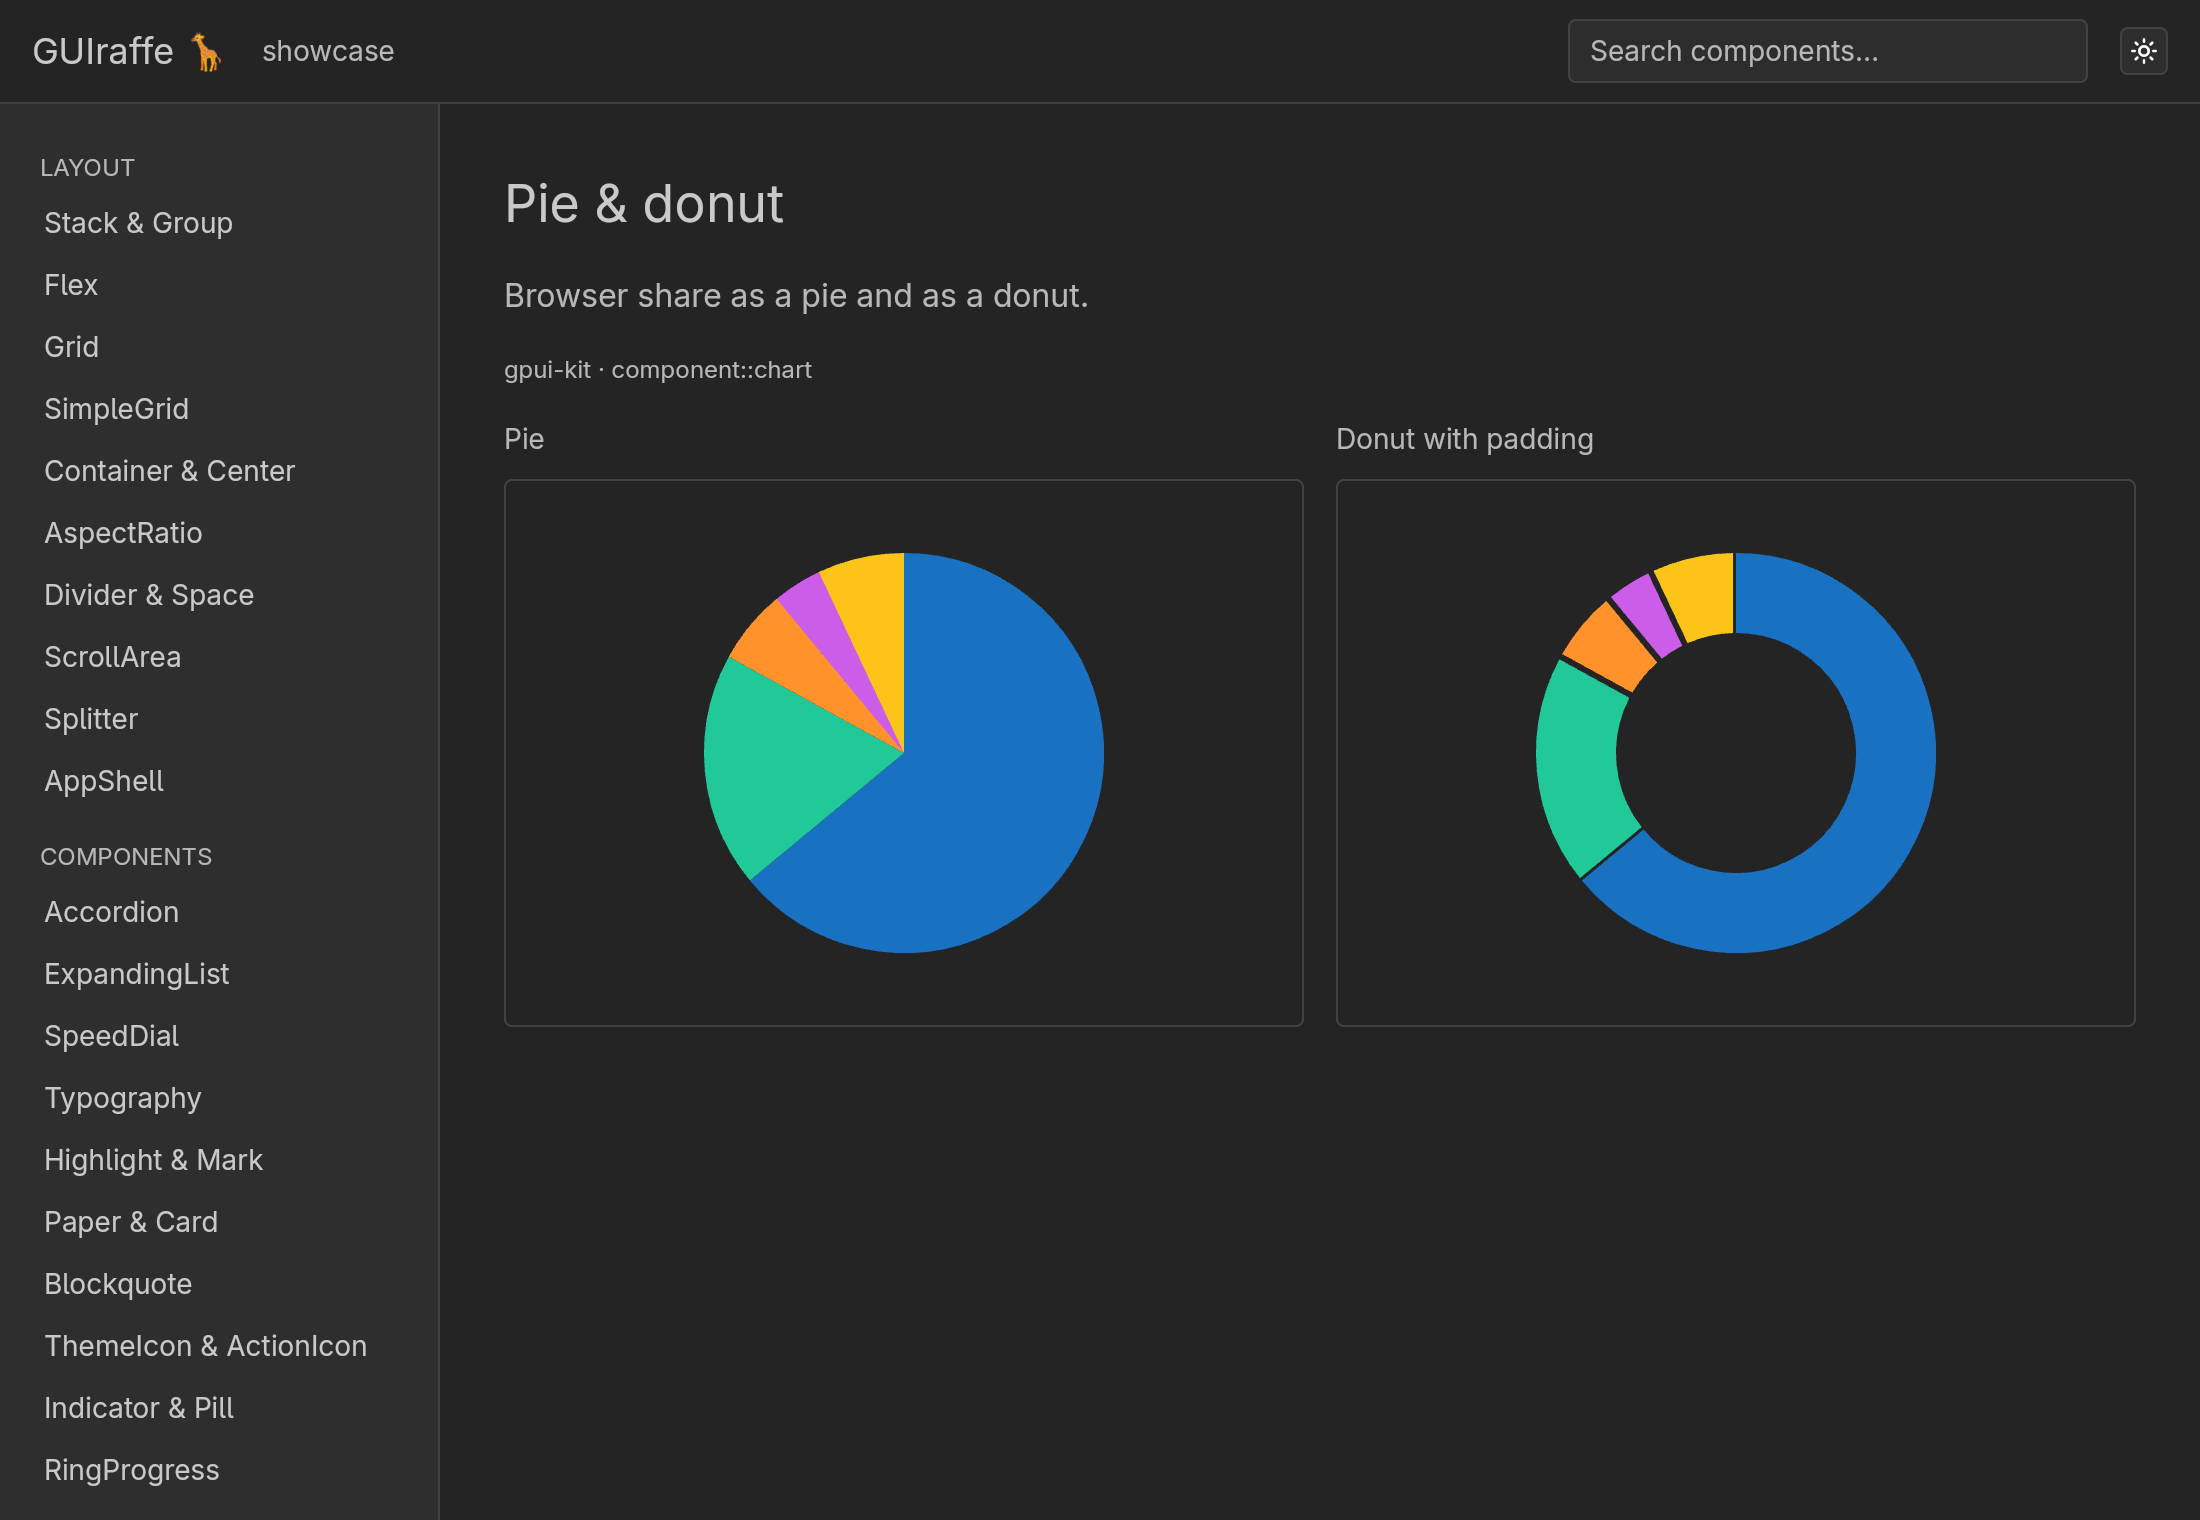 GUIraffe 🦒 showcase
Search components...
LAYOUT
Stack & Group
Flex
Grid
SimpleGrid
Container & Center
AspectRatio
Divider & Space
ScrollArea
Splitter
AppShell
COMPONENTS
Accordion
ExpandingList
SpeedDial
Typography
Highlight & Mark
Paper & Card
Blockquote
ThemeIcon & ActionIcon
Indicator & Pill
RingProgress
Pie & donut
Browser share as a pie and as a donut.
gpui-kit · component::chart
Pie
Donut with padding